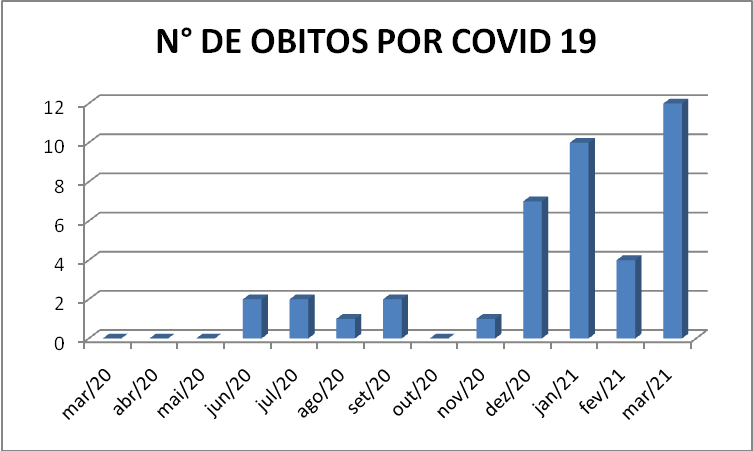 N° DE OBITOS POR COVID 19
12
10
8
6
4
2
0
mar/20
abr/20
mai/20
jun/20
jul/20
ago/20
set/20
out/20
nov/20
dez/20
jan/21
fev/21
mar/21